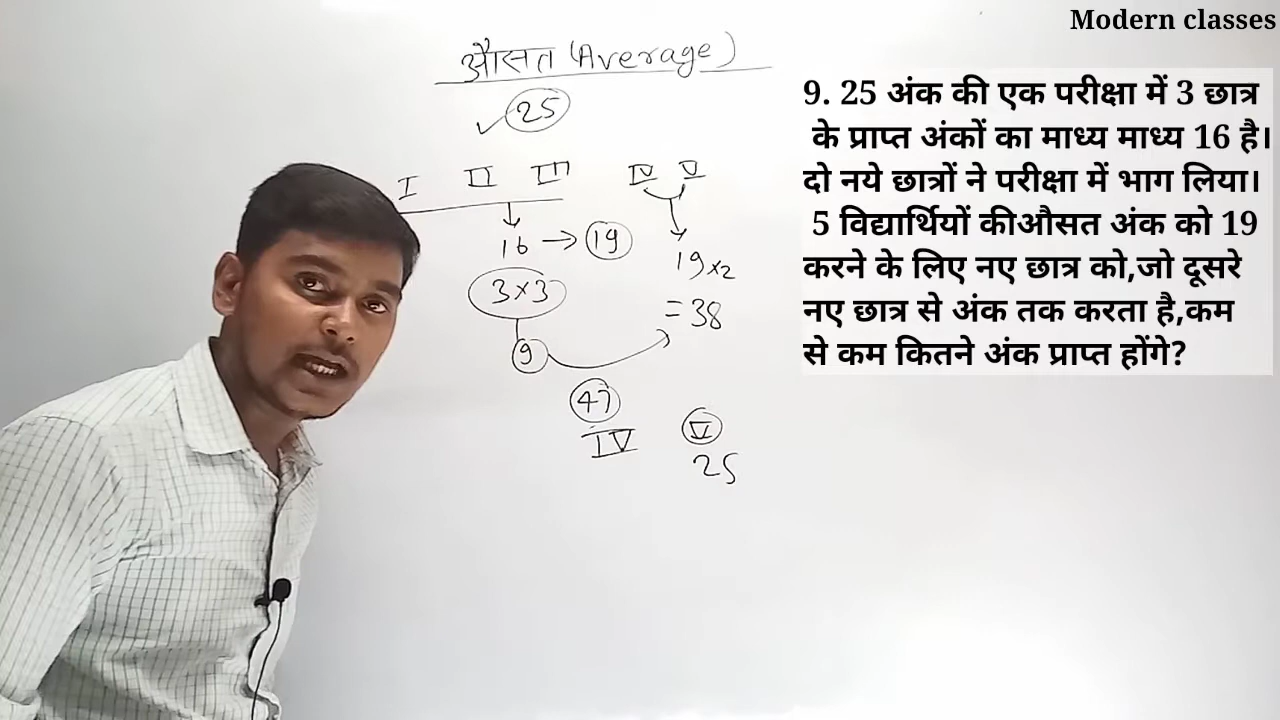 Modern classes
औसत (Average)
25
I II III IV V
16 → 19
19 x 2
= 38
3 x 3
9
47
IV V
25
9. 25 अंक की एक परीक्षा में 3 छात्र
के प्राप्त अंकों का माध्य माध्य 16 है।
दो नये छात्रों ने परीक्षा में भाग लिया।
5 विद्यार्थियों कीऔसत अंक को 19
करने के लिए नए छात्र को,जो दूसरे
नए छात्र से अंक तक करता है,कम
से कम कितने अंक प्राप्त होंगे?